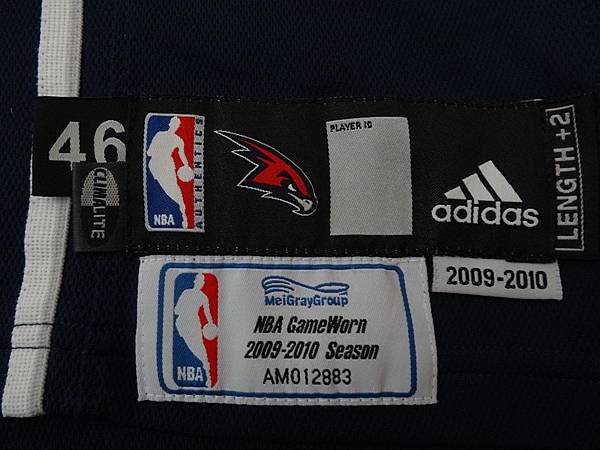 46
CLIMALITE
NBA
AUTHENTICS
PLAYER ID
adidas
LENGTH +2
2009-2010
NBA
MeiGrayGroup
NBA GameWorn
2009-2010 Season
AM012883